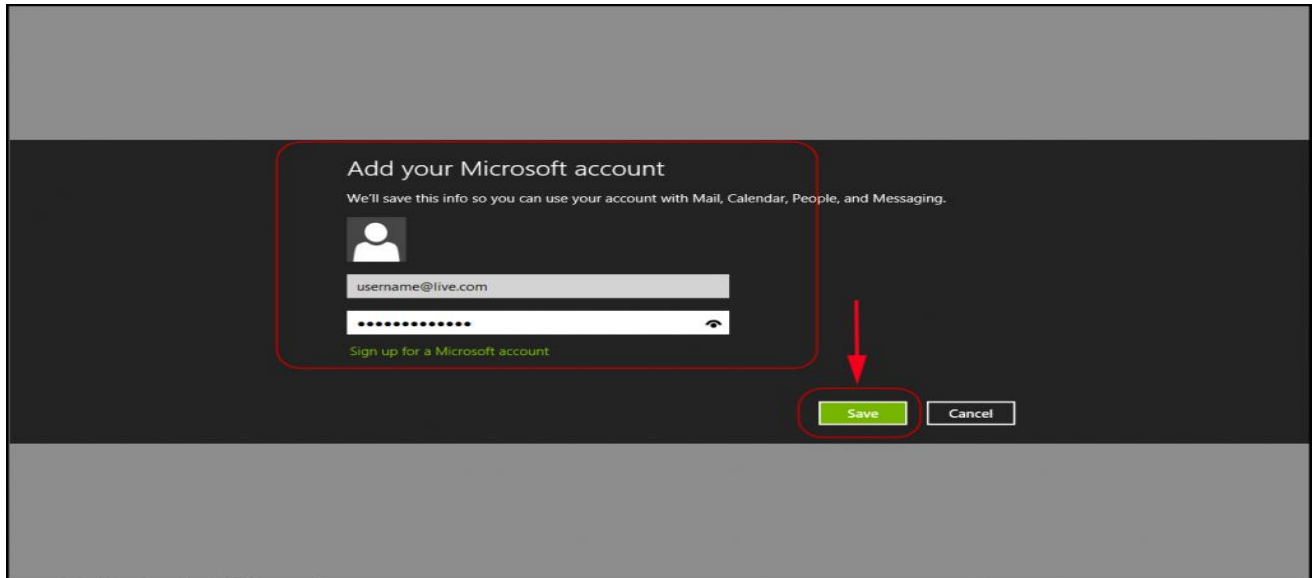 Add your Microsoft account
We'll save this info so you can use your account with Mail, Calendar, People, and Messaging.
username@live.com
•••••••••••••
Sign up for a Microsoft account
Save Cancel